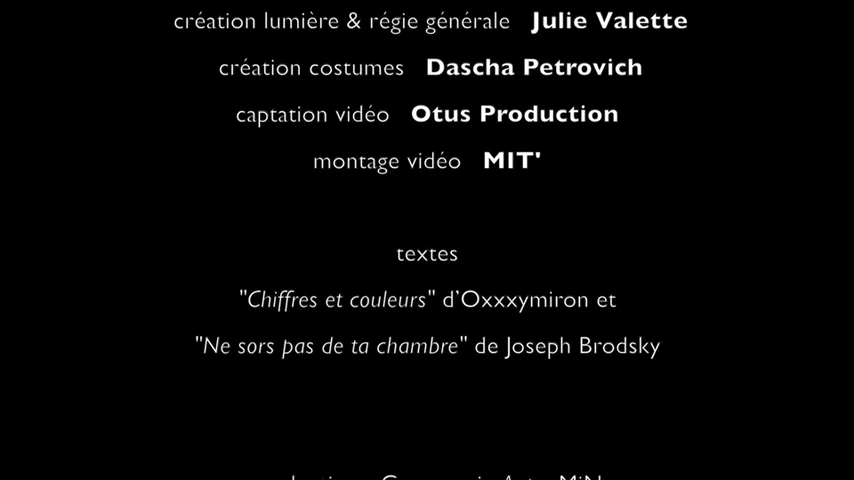 création lumière & régie générale Julie Valette
création costumes Dascha Petrovich
captation vidéo Otus Production
montage vidéo MIT'
textes
"Chiffres et couleurs" d'Oxxxymiron et
"Ne sors pas de ta chambre" de Joseph Brodsky